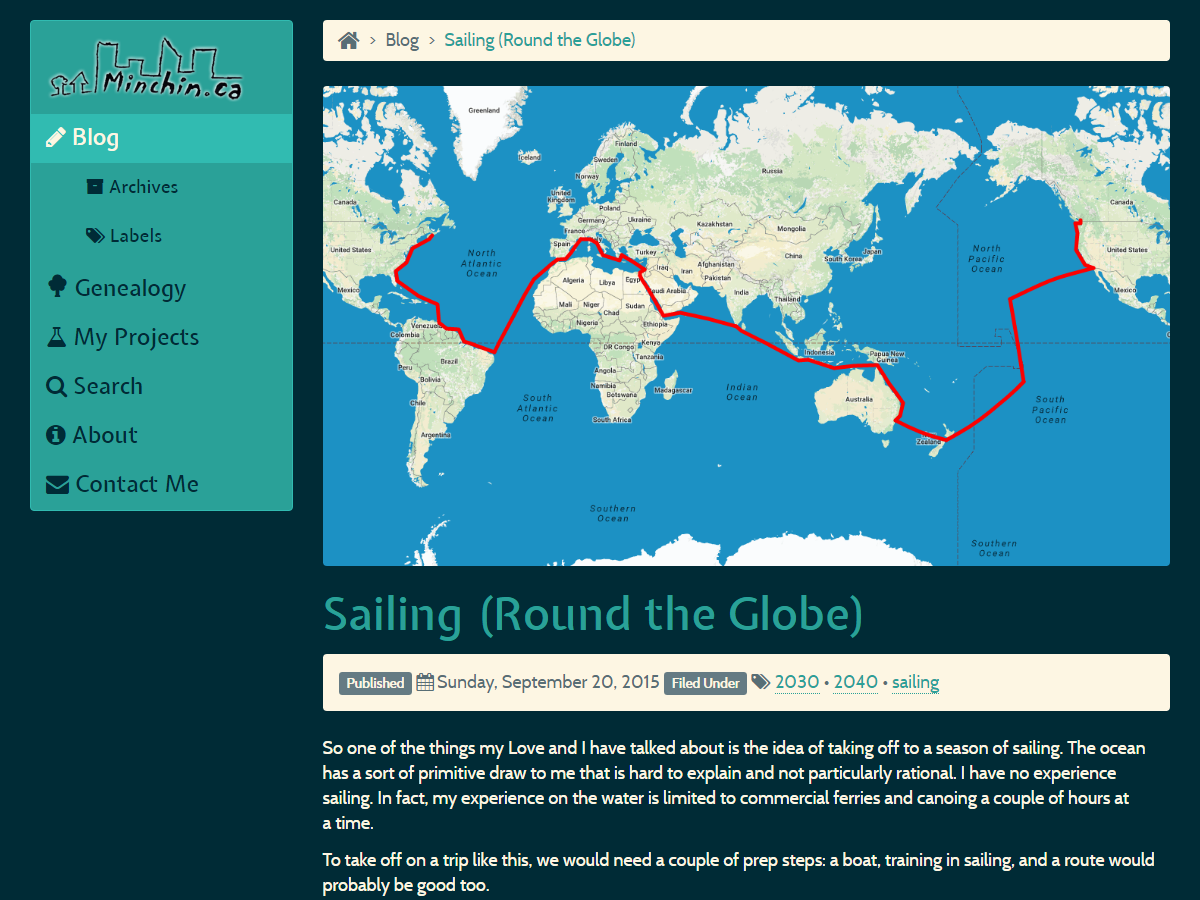 Minchin.ca
Blog
Archives
Labels
Genealogy
My Projects
Search
About
Contact Me
> Blog > Sailing (Round the Globe)
Greenland
Iceland
Finland
Sweden
Norway
Russia
United
Kingdom
Poland
Germany
Ukraine
France
Kazakhstan
Mongolia
Spain
Turkey
Canada
United States
Mexico
North
Atlantic
Ocean
Algeria
Libya
Egypt
Iraq
Iran
Afghanistan
Pakistan
China
South Korea
Japan
Saudi Arabia
India
Thailand
Mali
Niger
Chad
Sudan
Nigeria
Ethiopia
Venezuela
Colombia
DR Congo
Kenya
Tanzania
Indonesia
Papua New
Guinea
Brazil
Peru
Bolivia
Angola
Namibia
Botswana
Madagascar
South Africa
Chile
Argentina
South
Atlantic
Ocean
Indian
Ocean
Australia
Zealand
North
Pacific
Ocean
South
Pacific
Ocean
Canada
United States
Mexico
Southern
Ocean
Southern
Ocean
Sailing (Round the Globe)
Published Sunday, September 20, 2015 Filed Under 2030 • 2040 • sailing
So one of the things my Love and I have talked about is the idea of taking off to a season of sailing. The ocean
has a sort of primitive draw to me that is hard to explain and not particularly rational. I have no experience
sailing. In fact, my experience on the water is limited to commercial ferries and canoing a couple of hours at
a time.
To take off on a trip like this, we would need a couple of prep steps: a boat, training in sailing, and a route would
probably be good too.